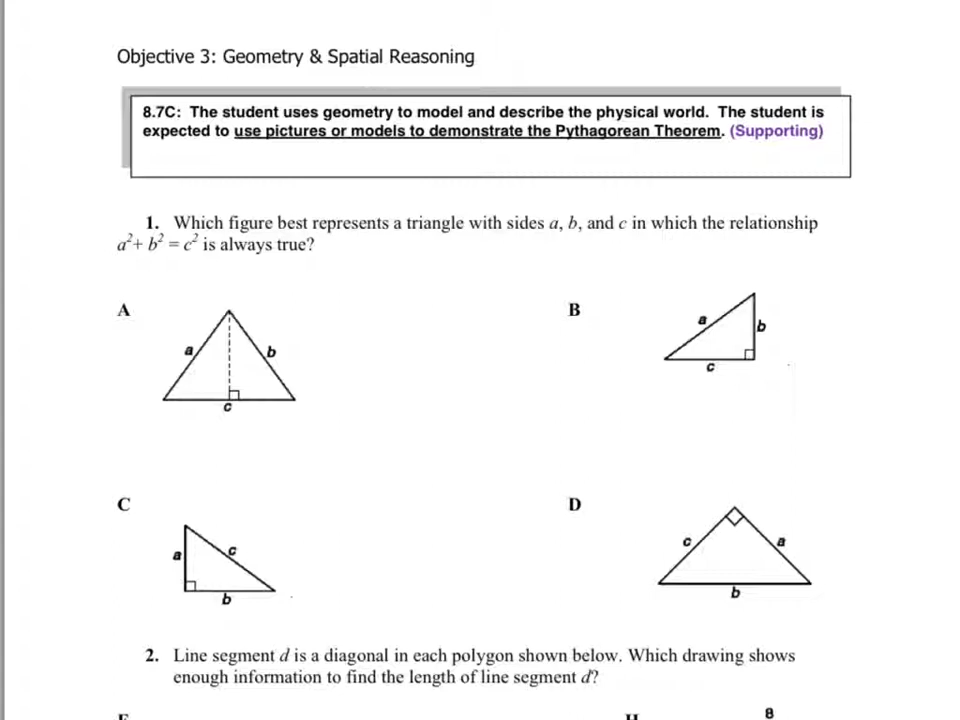 Objective 3: Geometry & Spatial Reasoning
8.7C: The student uses geometry to model and describe the physical world. The student is
expected to use pictures or models to demonstrate the Pythagorean Theorem. (Supporting)
1. Which figure best represents a triangle with sides a, b, and c in which the relationship
a²+ b² = c² is always true?
A
a
b
c
B
a
b
c
C
a
c
b
D
c
a
b
2. Line segment d is a diagonal in each polygon shown below. Which drawing shows
enough information to find the length of line segment d?
8